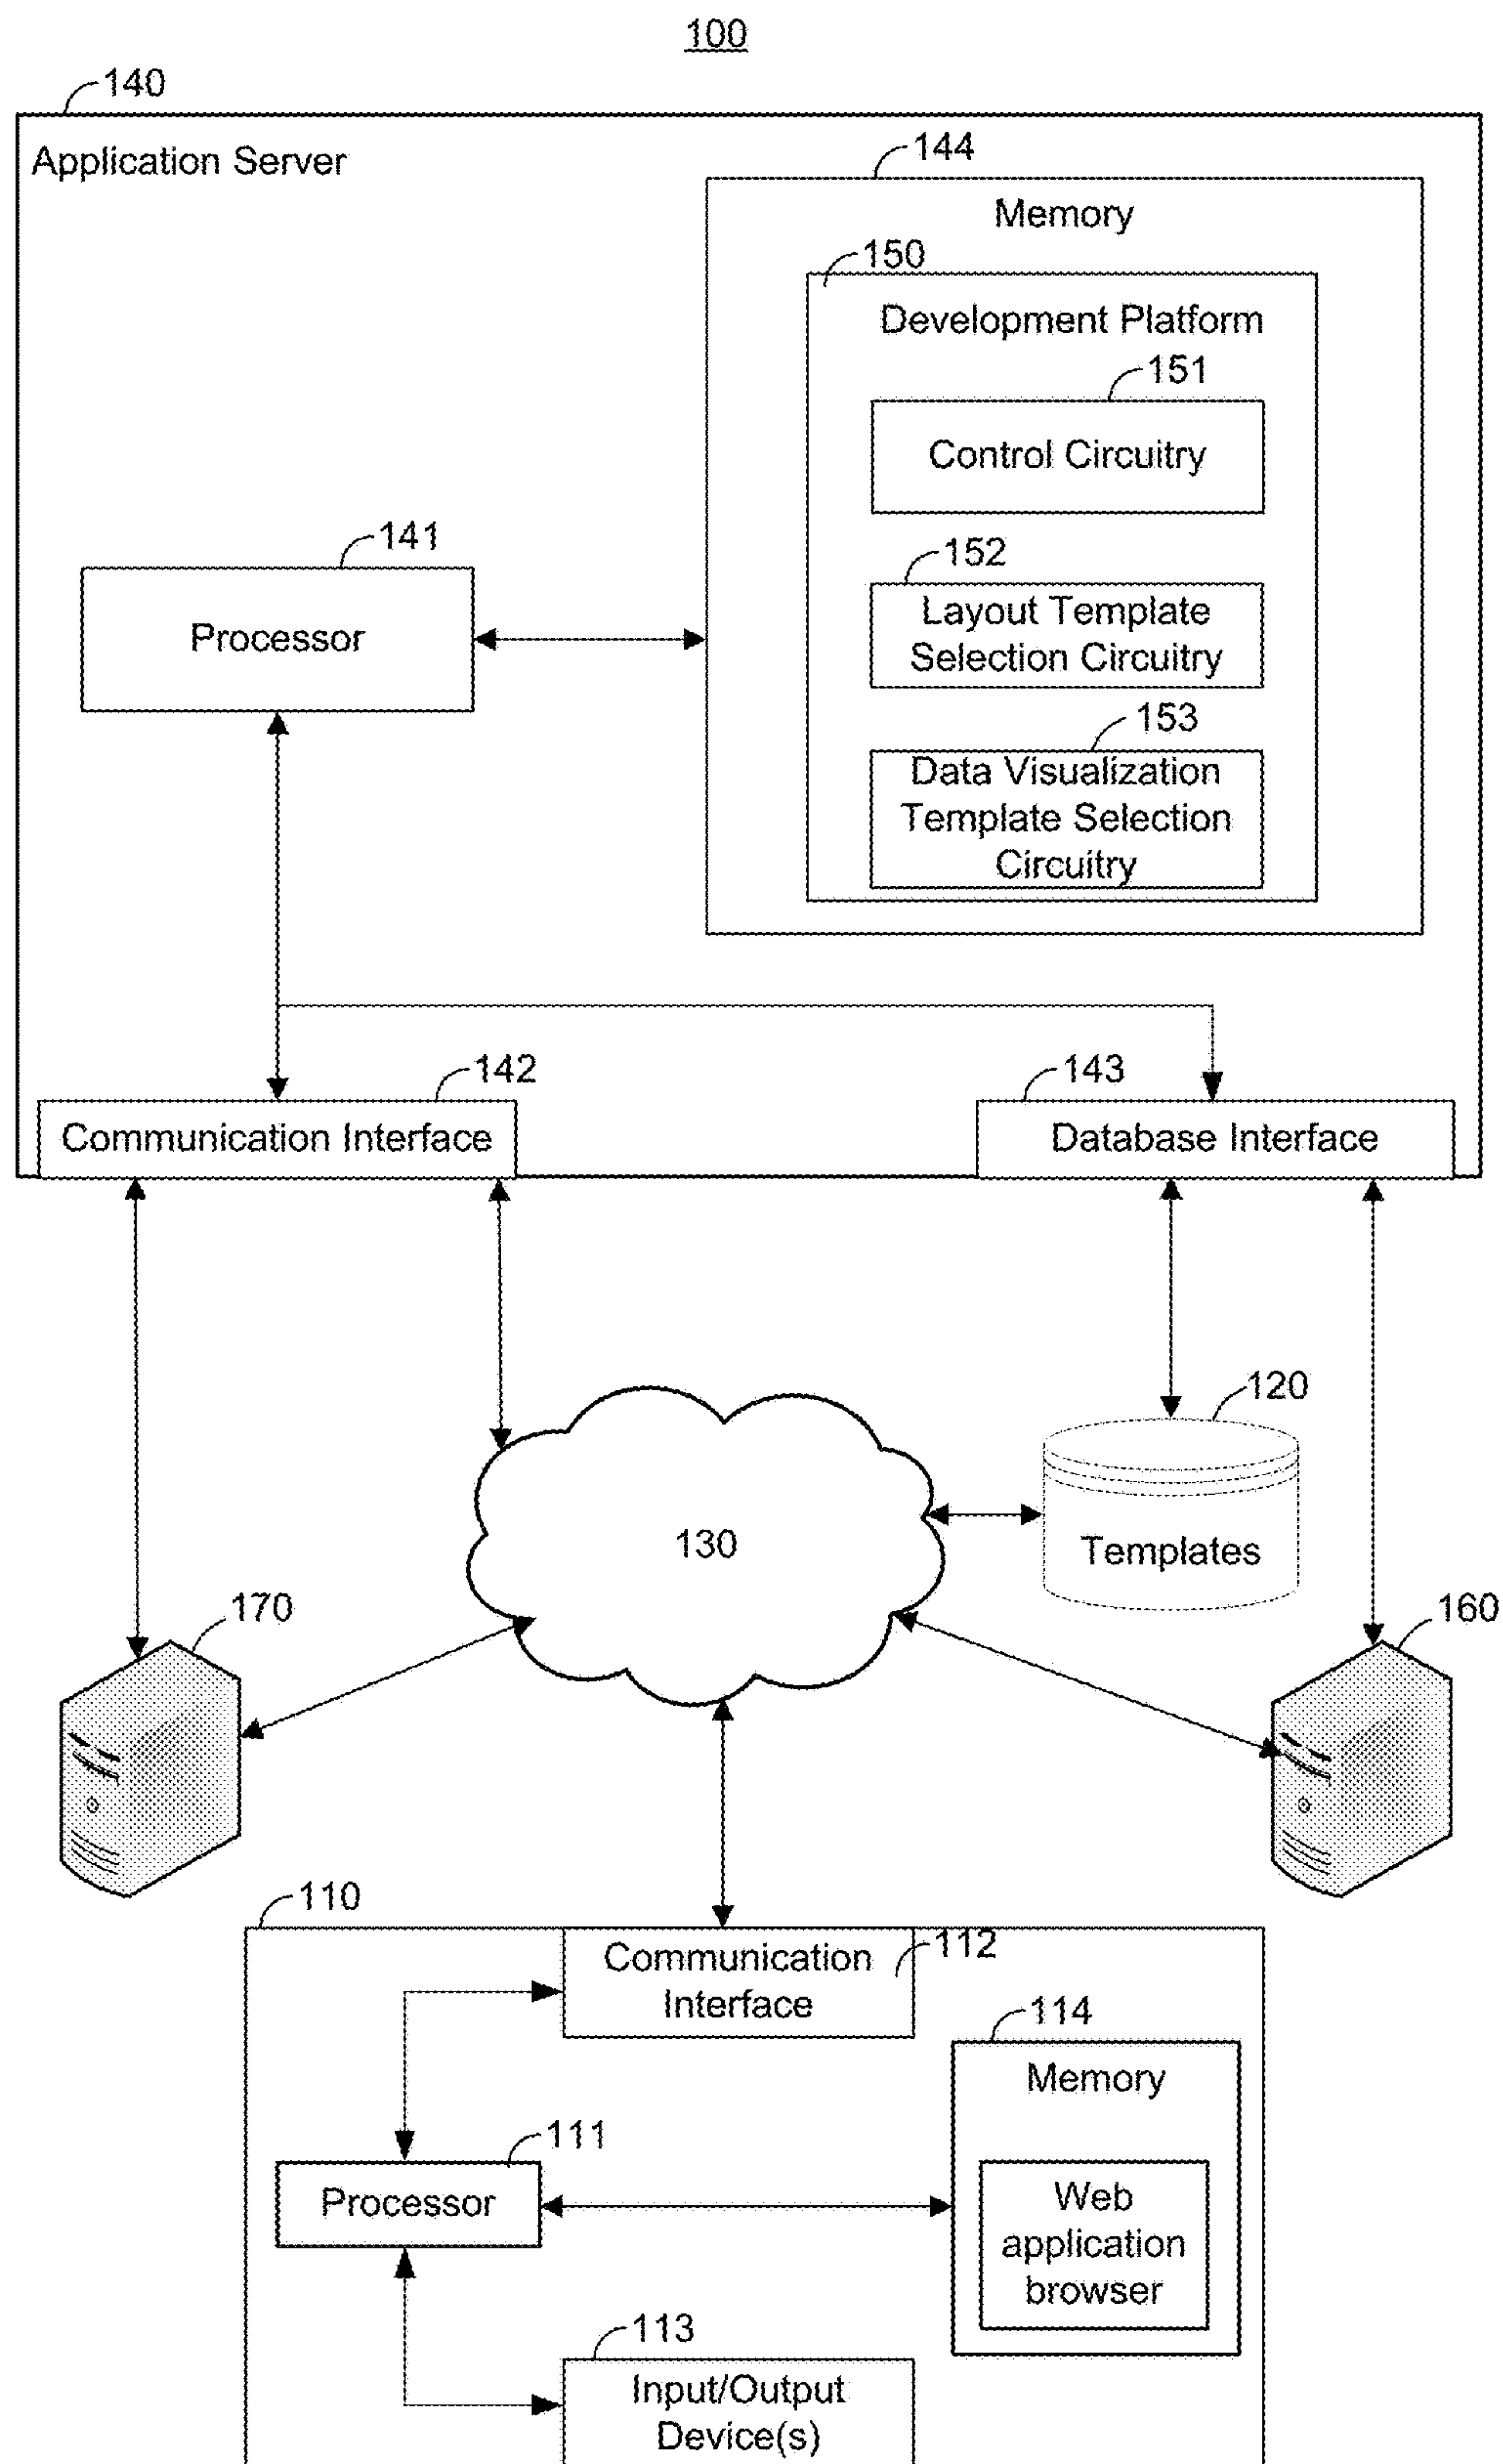 100
140
Application Server
144
Memory
150
Development Platform
151
Control Circuitry
141
Processor
152
Layout Template
Selection Circuitry
153
Data Visualization
Template Selection
Circuitry
142
Communication Interface
143
Database Interface
120
Templates
130
170
160
110
Communication
Interface
112
114
Memory
111
Processor
Web
application
browser
113
Input/Output
Device(s)